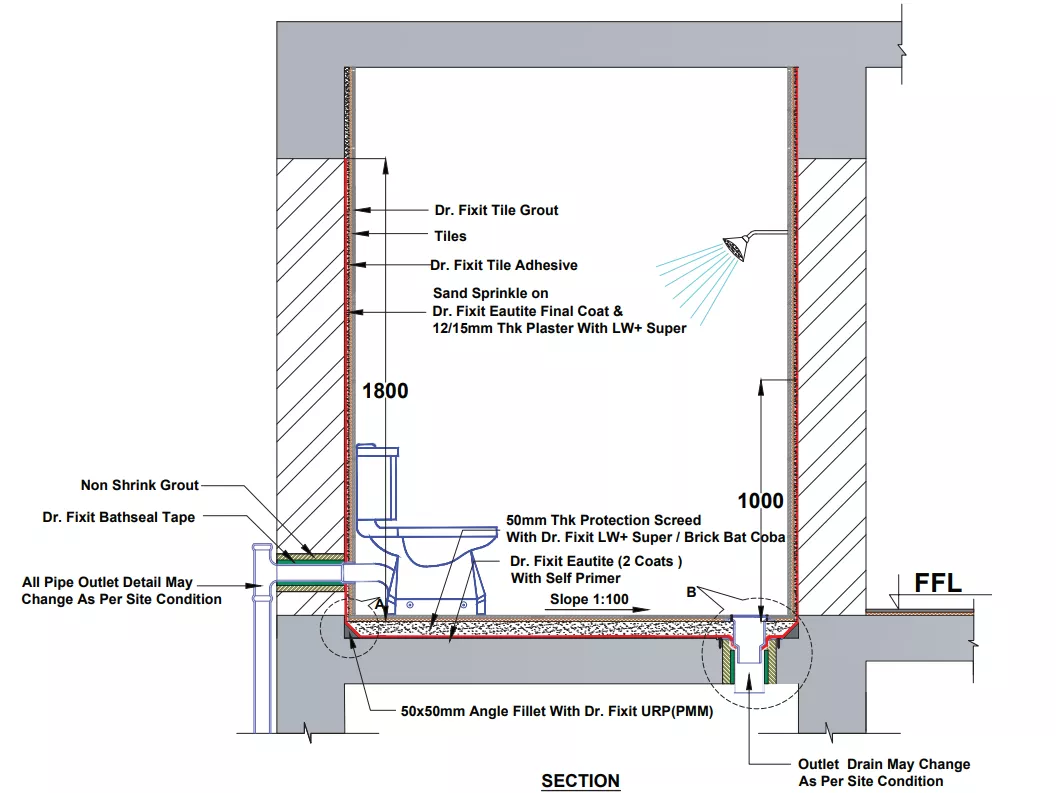 Dr. Fixit Tile Grout
Tiles
Dr. Fixit Tile Adhesive
Sand Sprinkle on
Dr. Fixit Eautite Final Coat &
12/15mm Thk Plaster With LW+ Super
1800
1000
Non Shrink Grout
Dr. Fixit Bathseal Tape
All Pipe Outlet Detail May
Change As Per Site Condition
50mm Thk Protection Screed
With Dr. Fixit LW+ Super / Brick Bat Coba
Dr. Fixit Eautite (2 Coats )
With Self Primer
Slope 1:100
A
B
FFL
50x50mm Angle Fillet With Dr. Fixit URP(PMM)
Outlet Drain May Change
As Per Site Condition
SECTION